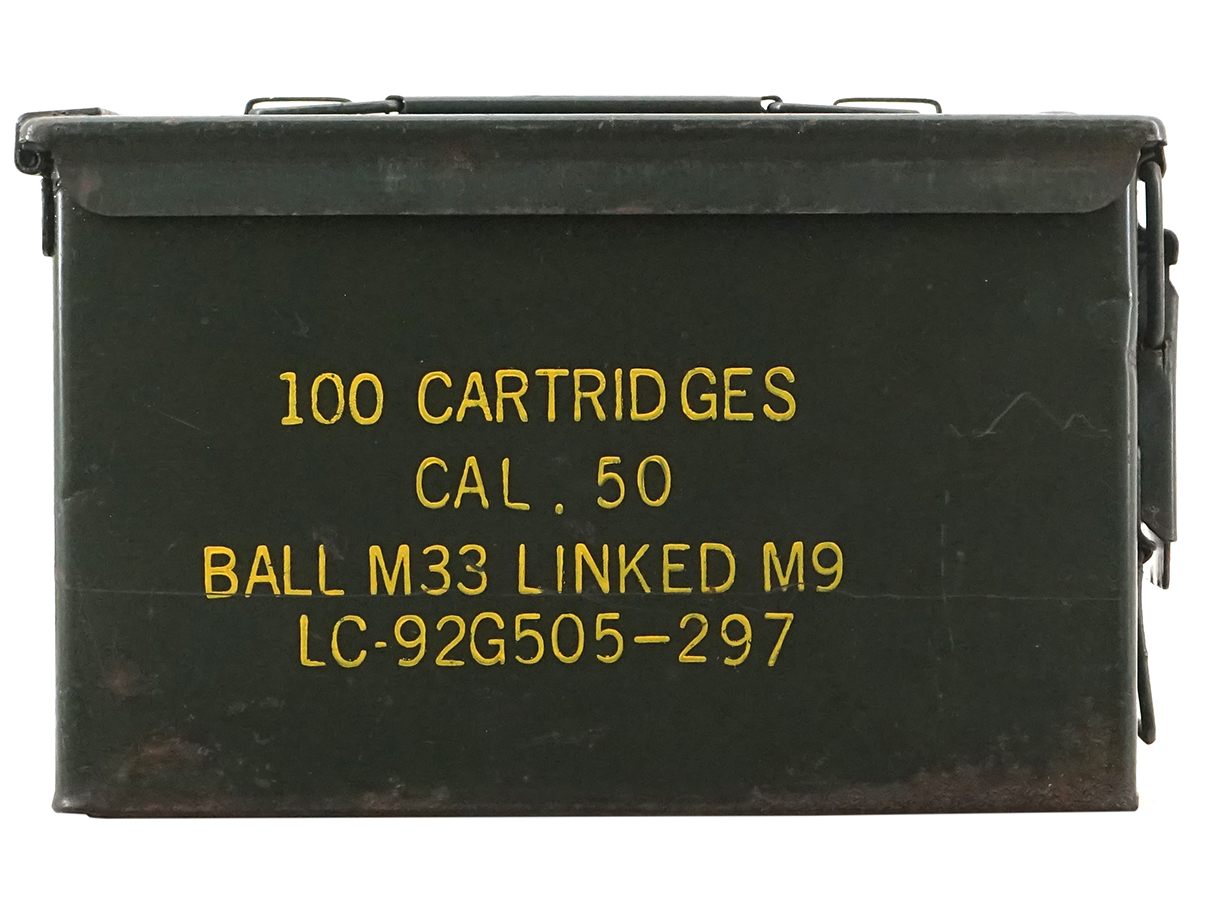 100 CARTRIDGES
CAL. 50
BALL M33 LINKED M9
LC-92G505-297